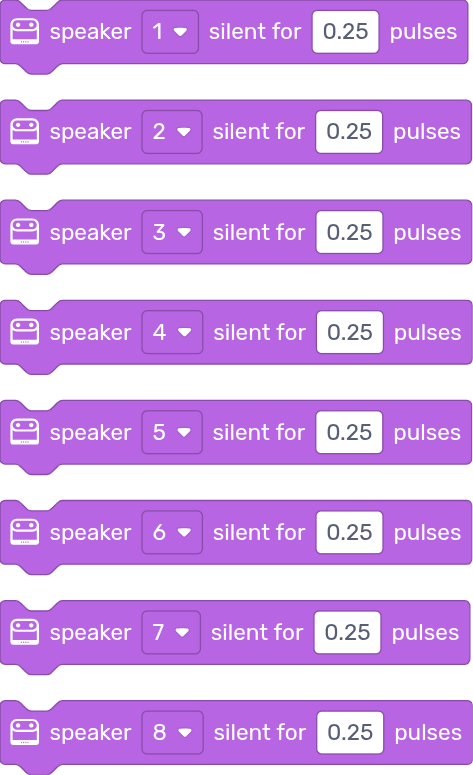 speaker 1 silent for 0.25 pulses
speaker 2 silent for 0.25 pulses
speaker 3 silent for 0.25 pulses
speaker 4 silent for 0.25 pulses
speaker 5 silent for 0.25 pulses
speaker 6 silent for 0.25 pulses
speaker 7 silent for 0.25 pulses
speaker 8 silent for 0.25 pulses